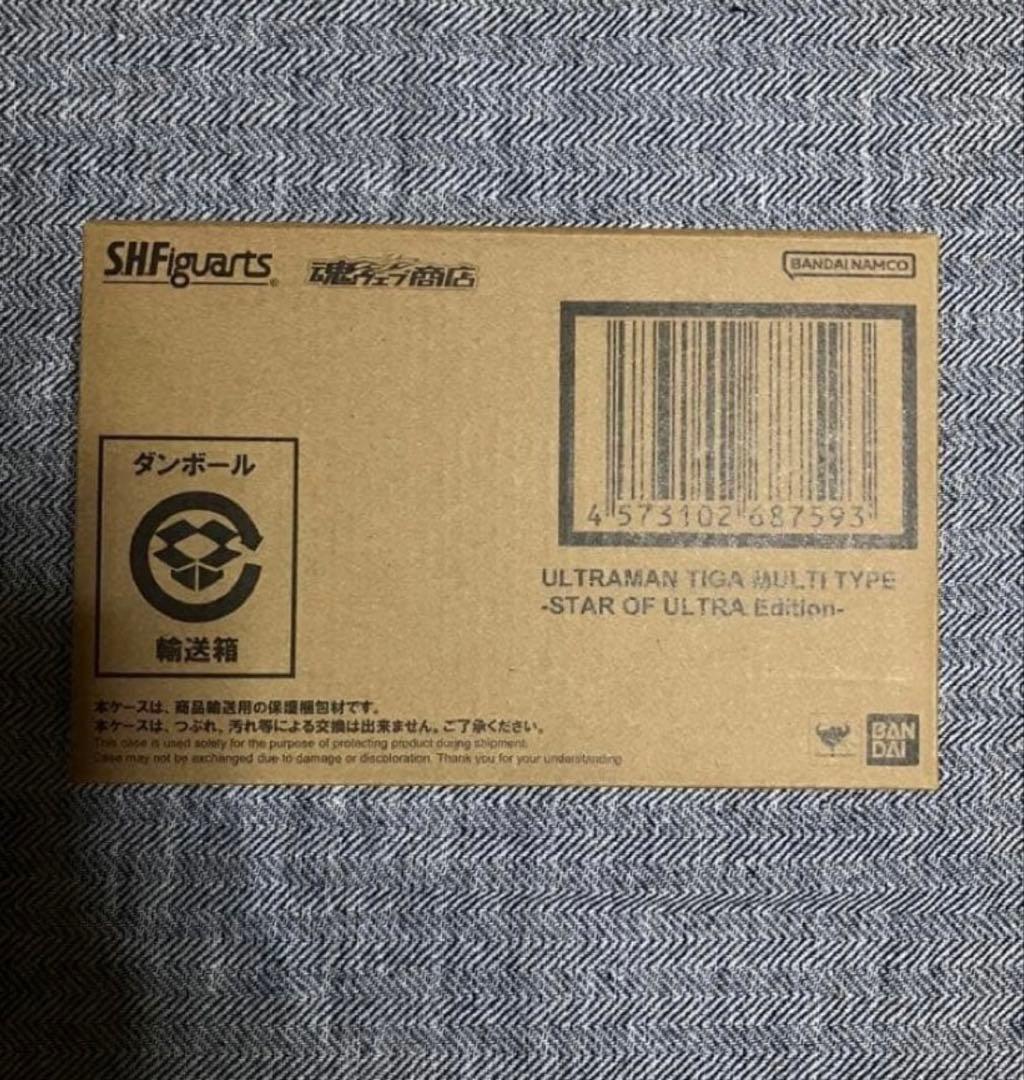 S.H.Figuarts
魂ウェブ商店
BANDAI NAMCO
4 573102 687593
ULTRAMAN TIGA MULTI TYPE
-STAR OF ULTRA Edition-
ダンボール
輸送箱
本ケースは、商品輸送用の保護梱包材です。
本ケースは、つぶれ、汚れ等による交換は出来ません。ご了承ください。
This case is used solely for the purpose of protecting product during shipment.
Case may not be exchanged due to damage or discoloration. Thank you for your understanding.
BAN
DAI